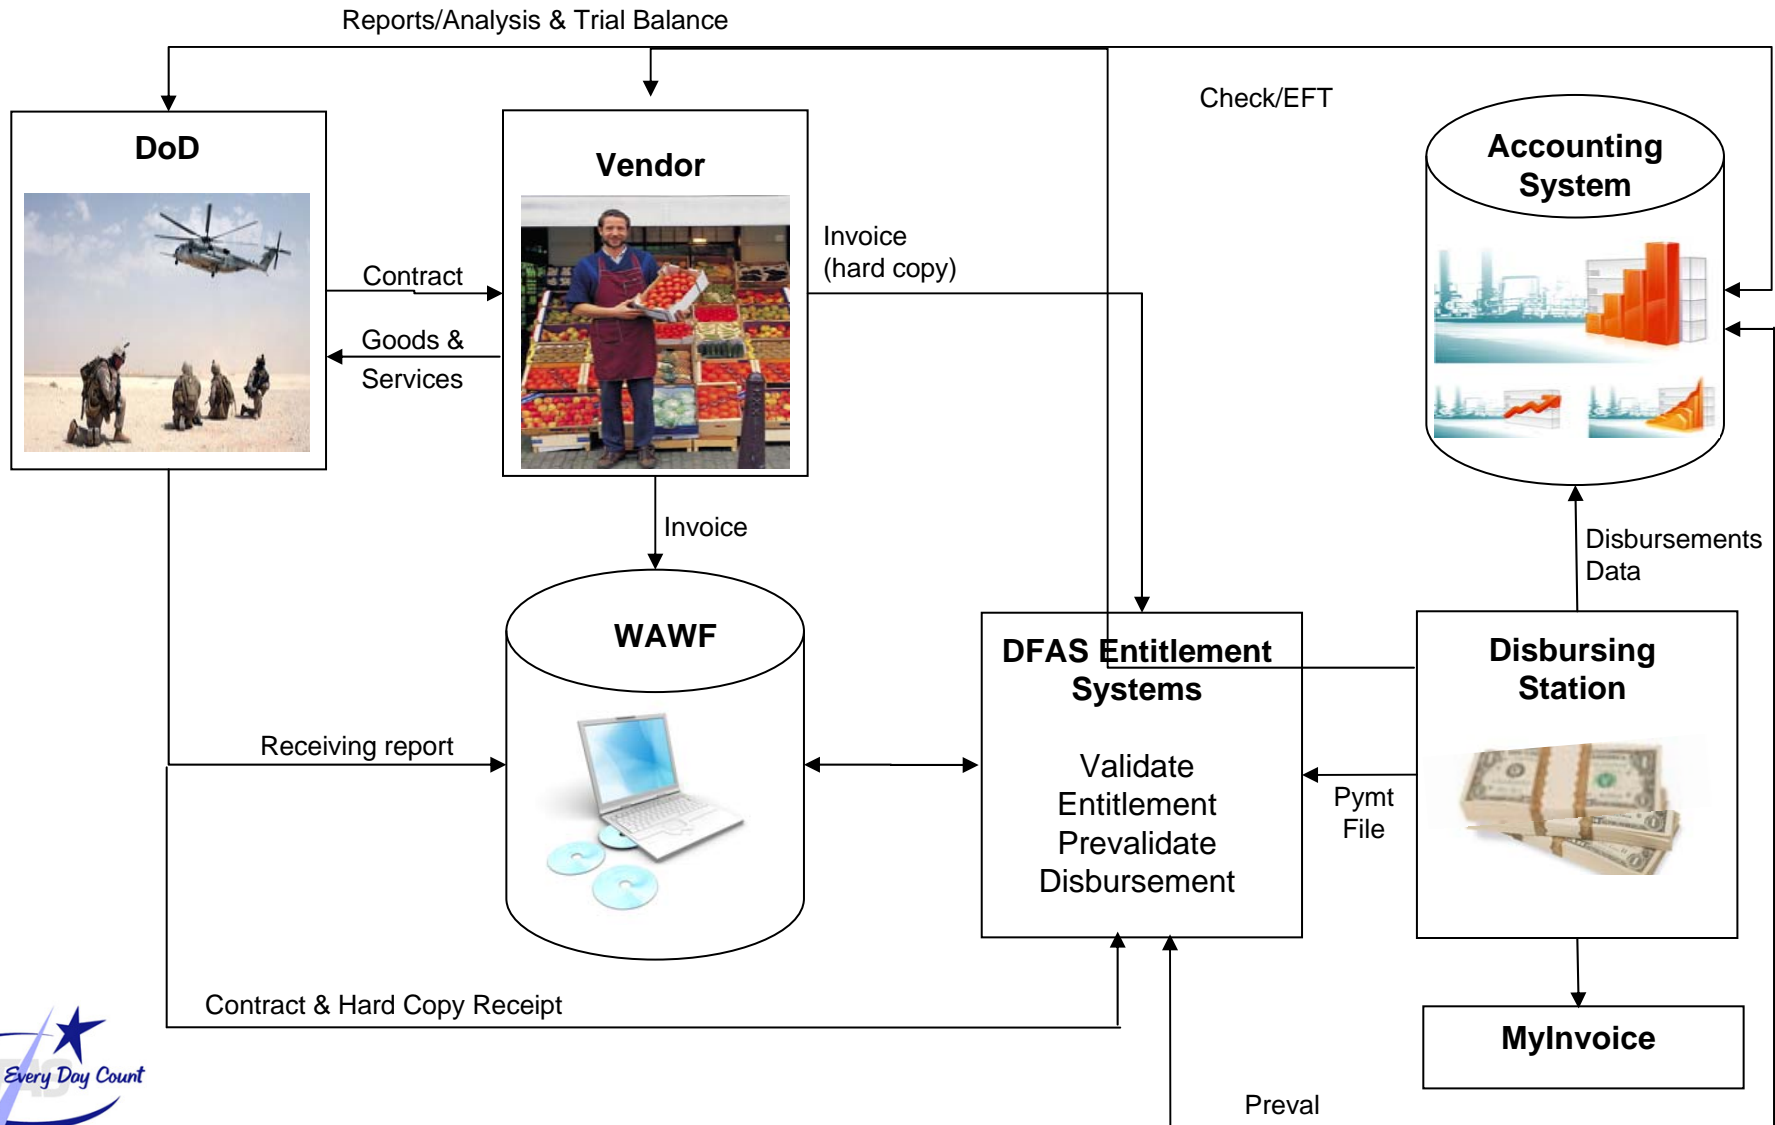 Reports/Analysis & Trial Balance
Check/EFT
DoD
Vendor
Accounting
System
Invoice
(hard copy)
Contract
Goods &
Services
Invoice
Disbursements
Data
WAWF
DFAS Entitlement
Systems
Disbursing
Station
Receiving report
Validate
Entitlement
Prevalidate
Disbursement
Pymt
File
Contract & Hard Copy Receipt
MyInvoice
Every Day Count
Preval